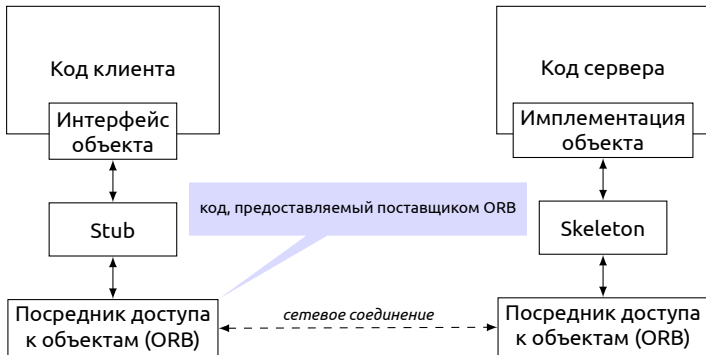 Код клиента
Интерфейс
объекта
Stub
Посредник доступа
к объектам (ORB)
код, предоставляемый поставщиком ORB
сетевое соединение
Код сервера
Имплементация
объекта
Skeleton
Посредник доступа
к объектам (ORB)